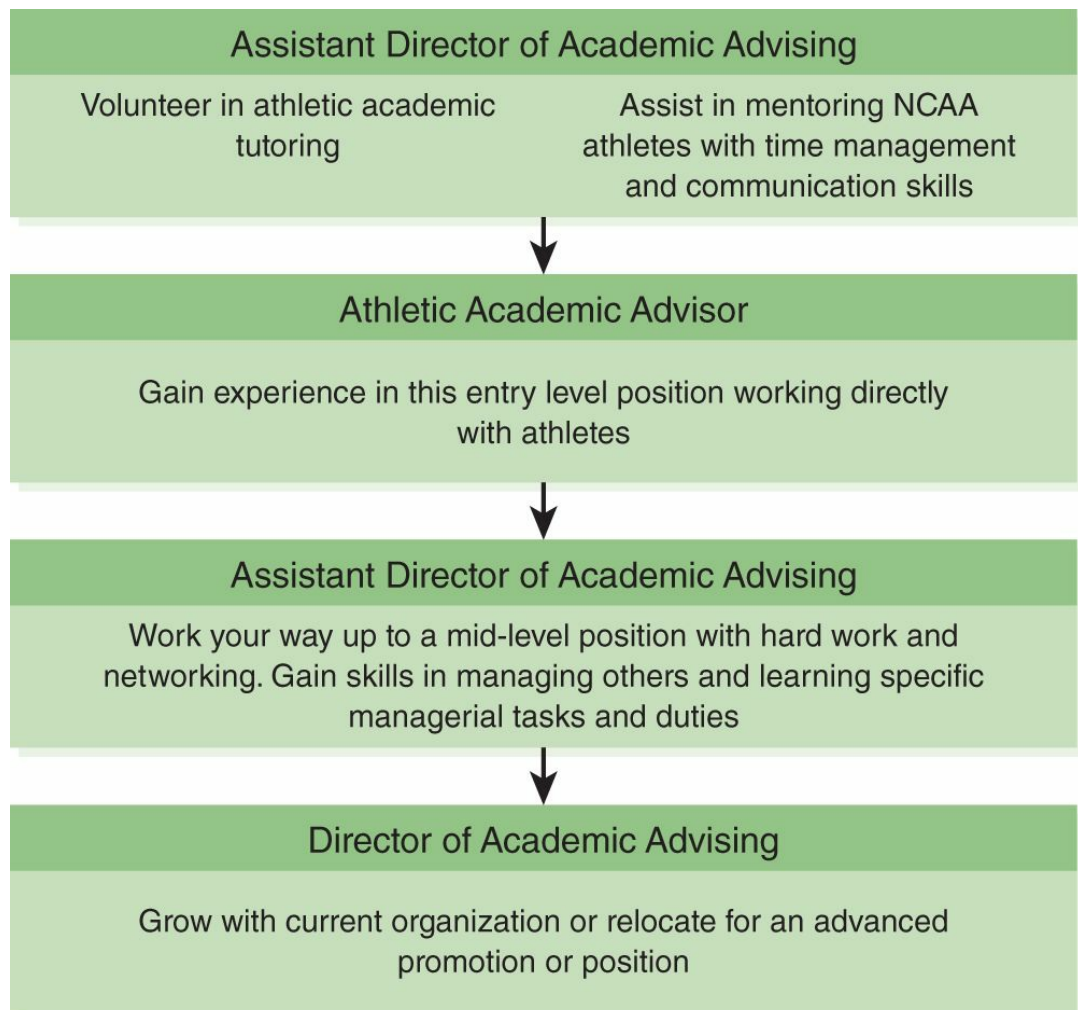 Assistant Director of Academic Advising
Volunteer in athletic academic
tutoring
Assist in mentoring NCAA
athletes with time management
and communication skills
Athletic Academic Advisor
Gain experience in this entry level position working directly
with athletes
Assistant Director of Academic Advising
Work your way up to a mid-level position with hard work and
networking. Gain skills in managing others and learning specific
managerial tasks and duties
Director of Academic Advising
Grow with current organization or relocate for an advanced
promotion or position